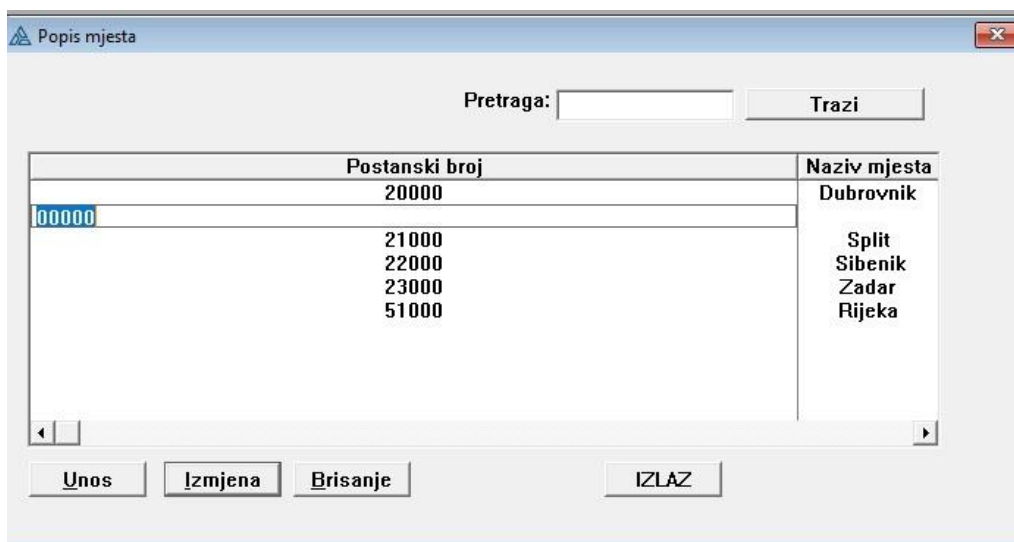 Popis mjesta
Pretraga: Trazi
Postanski broj Naziv mjesta
20000 Dubrovnik
00000
21000 Split
22000 Sibenik
23000 Zadar
51000 Rijeka
Unos Izmjena Brisanje IZLAZ